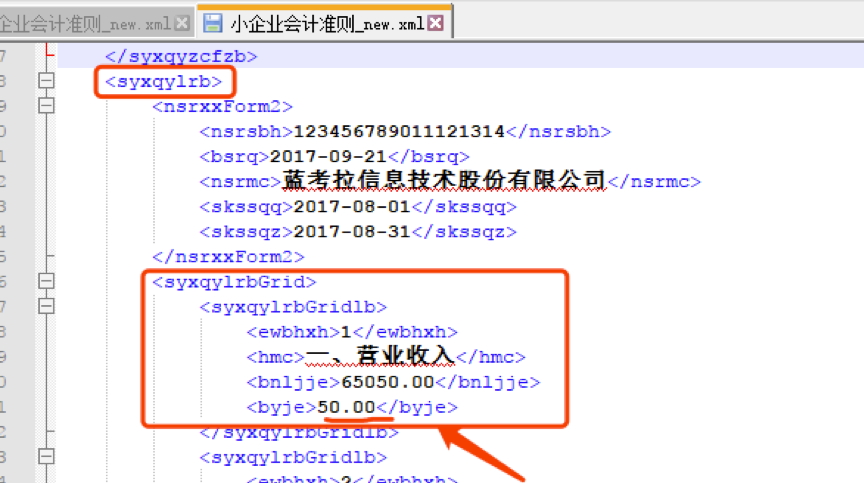 企业会计准则_new.xml 小企业会计准则_new.xml
7 </syxqyzcfzb>
8 <syxqylrb>
9 <nsrxxForm2>
0 <nsrsbh>123456789011121314</nsrsbh>
1 <bsrq>2017-09-21</bsrq>
2 <nsrmc>蓝考拉信息技术股份有限公司</nsrmc>
3 <skssqq>2017-08-01</skssqq>
4 <skssqz>2017-08-31</skssqz>
5 </nsrxxForm2>
6 <syxqylrbGrid>
7 <syxqylrbGridlb>
8 <ewbhxh>1</ewbhxh>
9 <hmc>一、营业收入</hmc>
0 <bnljje>65050.00</bnljje>
1 <byje>50.00</byje>
2 </syxqylrbGridlb>
3 <syxqylrbGridlb>
4 <ewbhxh>2</ewbhxh>